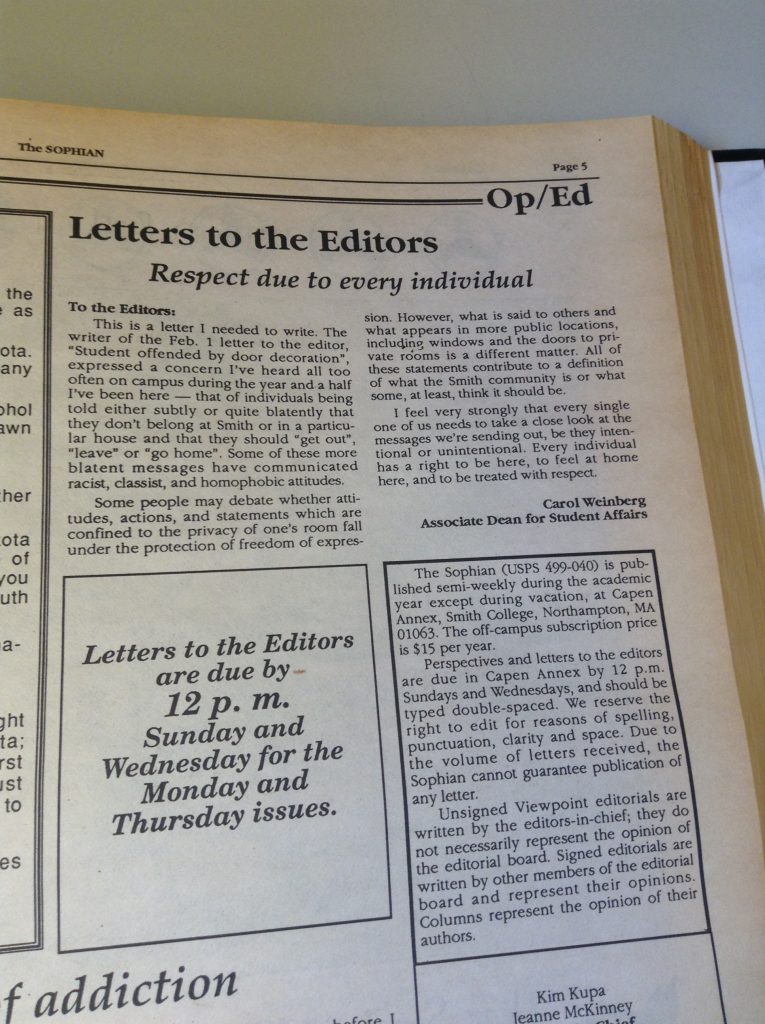 The SOPHIAN
Page 5
Op/Ed
Letters to the Editors
Respect due to every individual
To the Editors:
This is a letter I needed to write. The
writer of the Feb. 1 letter to the editor,
"Student offended by door decoration",
expressed a concern I've heard all too
often on campus during the year and a half
I've been here — that of individuals being
told either subtly or quite blatently that
they don't belong at Smith or in a particu-
lar house and that they should "get out",
"leave" or "go home". Some of these more
blatent messages have communicated
racist, classist, and homophobic attitudes.
Some people may debate whether atti-
tudes, actions, and statements which are
confined to the privacy of one's room fall
under the protection of freedom of expres-
sion. However, what is said to others and
what appears in more public locations,
including windows and the doors to pri-
vate rooms is a different matter. All of
these statements contribute to a definition
of what the Smith community is or what
some, at least, think it should be.
I feel very strongly that every single
one of us needs to take a close look at the
messages we're sending out, be they inten-
tional or unintentional. Every individual
has a right to be here, to feel at home
here, and to be treated with respect.
Carol Weinberg
Associate Dean for Student Affairs
Letters to the Editors
are due by
12 p. m.
Sunday and
Wednesday for the
Monday and
Thursday issues.
The Sophian (USPS 499-040) is pub-
lished semi-weekly during the academic
year except during vacation, at Capen
Annex, Smith College, Northampton, MA
01063. The off-campus subscription price
is $15 per year.
Perspectives and letters to the editors
are due in Capen Annex by 12 p.m.
Sundays and Wednesdays, and should be
typed double-spaced. We reserve the
right to edit for reasons of spelling,
punctuation, clarity and space. Due to
the volume of letters received, the
Sophian cannot guarantee publication of
any letter.
Unsigned Viewpoint editorials are
written by the editors-in-chief; they do
not necessarily represent the opinion of
the editorial board. Signed editorials are
written by other members of the editorial
board and represent their opinions.
Columns represent the opinion of their
authors.
Kim Kupa
Jeanne McKinney
the
as
ota.
any
ohol
awn
ther
ota
of
you
uth
a-
ght
ta;
rst
ust
to
es
f addiction
before I